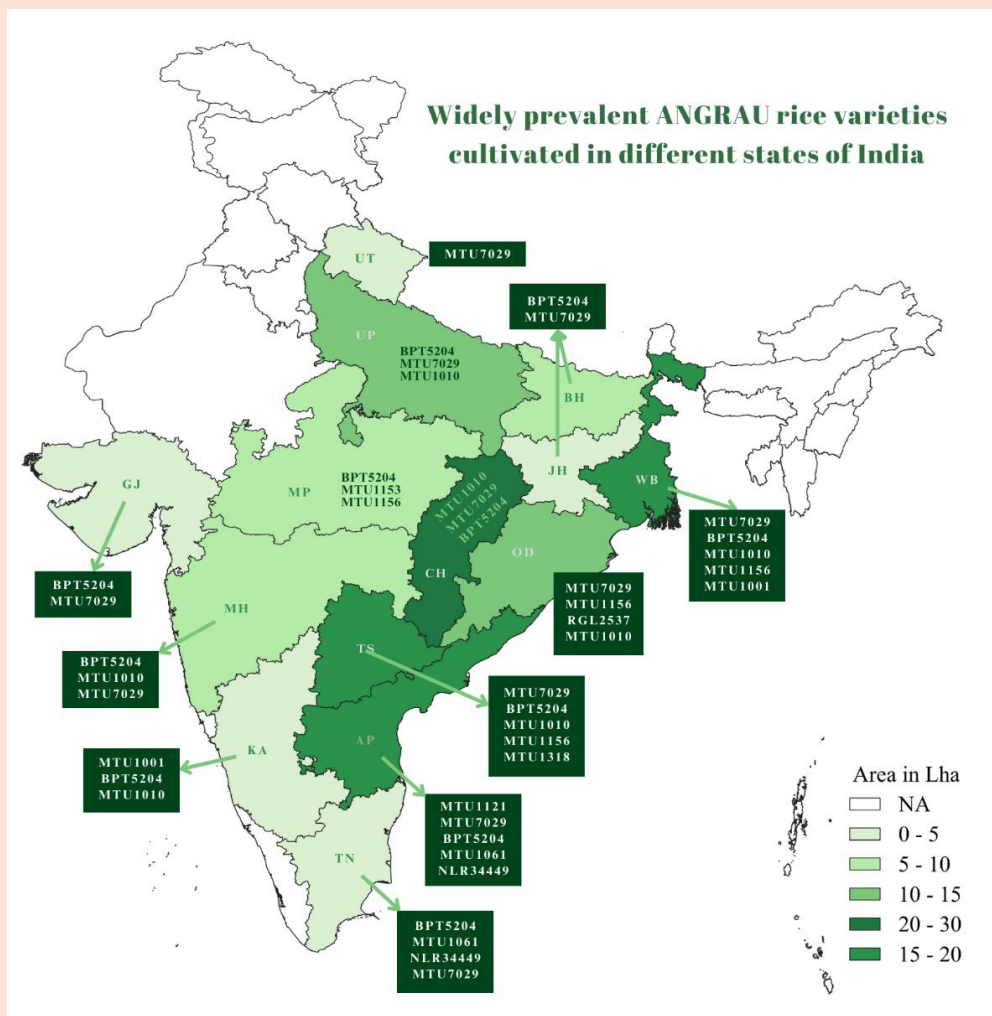 Widely prevalent ANGRAU rice varieties
cultivated in different states of India
UT
MTU7029
BPT5204
MTU7029
UP
BPT5204
MTU7029
MTU1010
BH
JH
WB
MTU7029
BPT5204
MTU1010
MTU1156
MTU1001
GJ
BPT5204
MTU7029
MP
BPT5204
MTU1153
MTU1156
MTU1010
MTU7029
BPT5204
CH
OD
MTU7029
MTU1156
RGL2537
MTU1010
MH
BPT5204
MTU1010
MTU7029
TS
MTU7029
BPT5204
MTU1010
MTU1156
MTU1318
KA
MTU1001
BPT5204
MTU1010
AP
MTU1121
MTU7029
BPT5204
MTU1061
NLR34449
TN
BPT5204
MTU1061
NLR34449
MTU7029
Area in Lha
NA
0 - 5
5 - 10
10 - 15
20 - 30
15 - 20